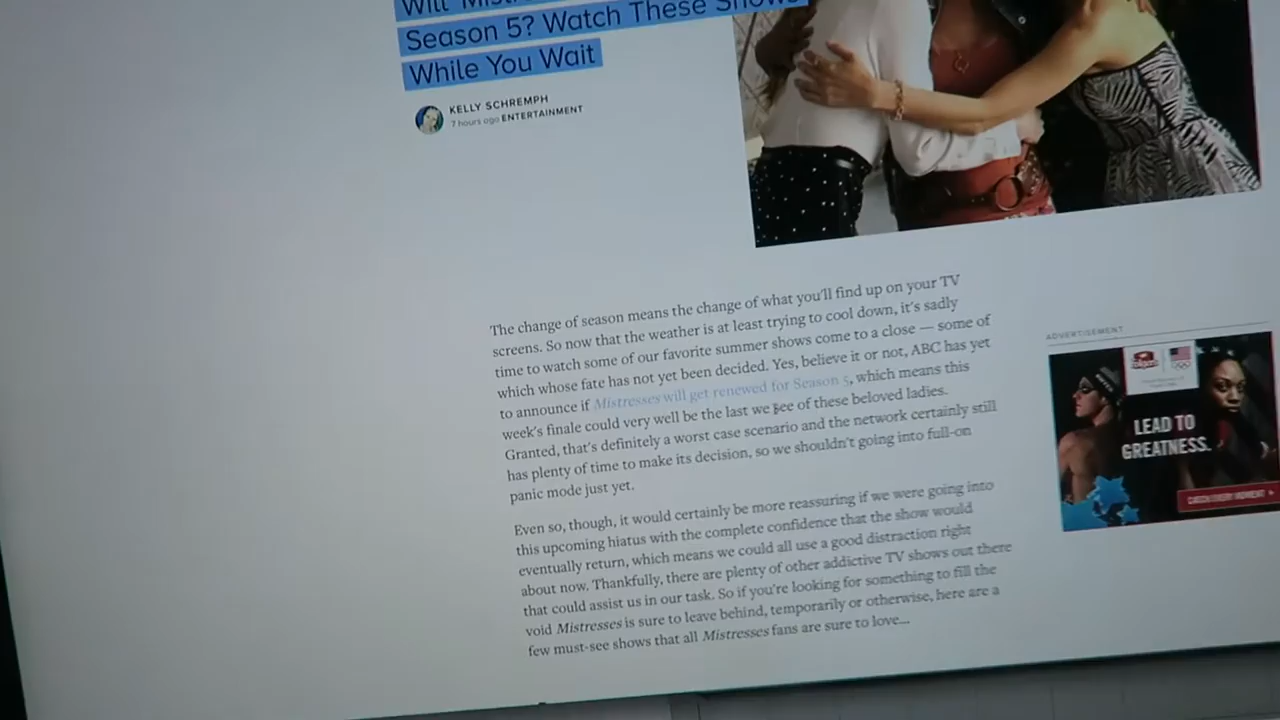 Will Mistresses
Season 5? Watch These Shows
While You Wait
KELLY SCHREMPH
7 hours ago ENTERTAINMENT
The change of season means the change of what you'll find up on your TV
screens. So now that the weather is at least trying to cool down, it's sadly
time to watch some of our favorite summer shows come to a close — some of
which whose fate has not yet been decided. Yes, believe it or not, ABC has yet
to announce if Mistresses will get renewed for Season 5, which means this
week's finale could very well be the last we see of these beloved ladies.
Granted, that's definitely a worst case scenario and the network certainly still
has plenty of time to make its decision, so we shouldn't going into full-on
panic mode just yet.
Even so, though, it would certainly be more reassuring if we were going into
this upcoming hiatus with the complete confidence that the show would
eventually return, which means we could all use a good distraction right
about now. Thankfully, there are plenty of other addictive TV shows out there
that could assist us in our task. So if you're looking for something to fill the
void Mistresses is sure to leave behind, temporarily or otherwise, here are a
few must-see shows that all Mistresses fans are sure to love...
ADVERTISEMENT
LEAD TO
GREATNESS.
CATCH EVERY MOMENT